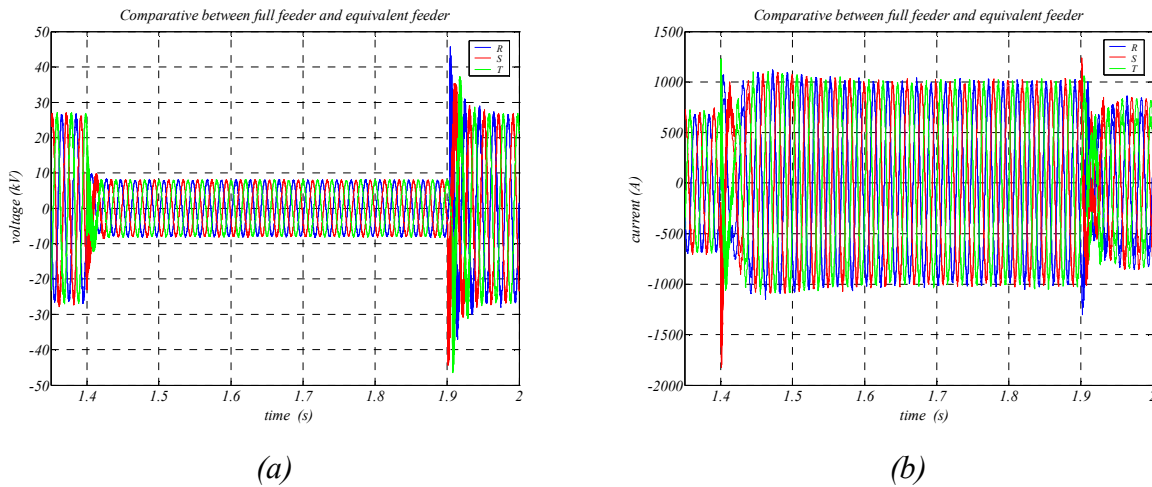 Comparative between full feeder and equivalent feeder
50
40
30
20
10
0
-10
-20
-30
-40
-50
voltage (kV)
R
S
T
1.4
1.5
1.6
1.7
1.8
1.9
2
time (s)
(a)
Comparative between full feeder and equivalent feeder
1500
1000
500
0
-500
-1000
-1500
-2000
current (A)
R
S
T
1.4
1.5
1.6
1.7
1.8
1.9
2
time (s)
(b)